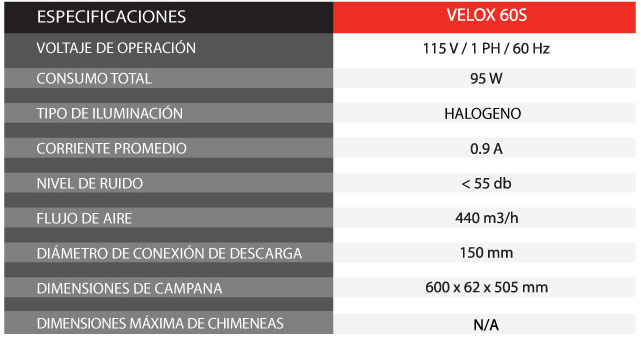 ESPECIFICACIONES VELOX 60S
VOLTAJE DE OPERACIÓN 115 V / 1 PH / 60 Hz
CONSUMO TOTAL 95 W
TIPO DE ILUMINACIÓN HALOGENO
CORRIENTE PROMEDIO 0.9 A
NIVEL DE RUIDO < 55 db
FLUJO DE AIRE 440 m3/h
DIÁMETRO DE CONEXIÓN DE DESCARGA 150 mm
DIMENSIONES DE CAMPANA 600 x 62 x 505 mm
DIMENSIONES MÁXIMA DE CHIMENEAS N/A